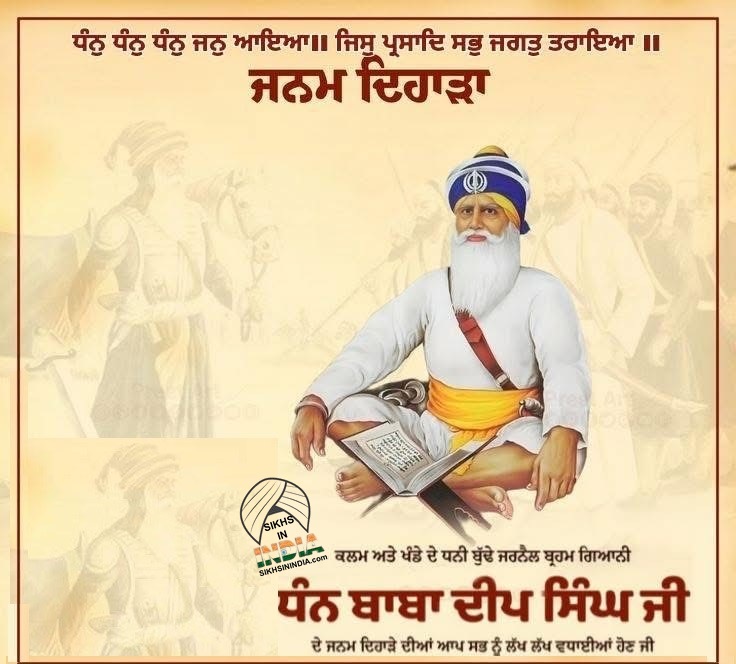 ਧੰਨੁ ਧੰਨੁ ਧੰਨੁ ਜਨੁ ਆਇਆ॥ ਜਿਸੁ ਪ੍ਰਸਾਦਿ ਸਭੁ ਜਗਤੁ ਤਰਾਇਆ ॥
ਜਨਮ ਦਿਹਾੜਾ
SIKHS
IN
INDIA
SIKHSININDIA.com
ਕਲਮ ਅਤੇ ਖੰਡੇ ਦੇ ਧਨੀ ਬੁੱਢੇ ਜਰਨੈਲ ਬ੍ਰਹਮ ਗਿਆਨੀ
ਧੰਨ ਬਾਬਾ ਦੀਪ ਸਿੰਘ ਜੀ
ਦੇ ਜਨਮ ਦਿਹਾੜੇ ਦੀਆਂ ਆਪ ਸਭ ਨੂੰ ਲੱਖ ਲੱਖ ਵਧਾਈਆਂ ਹੋਣ ਜੀ